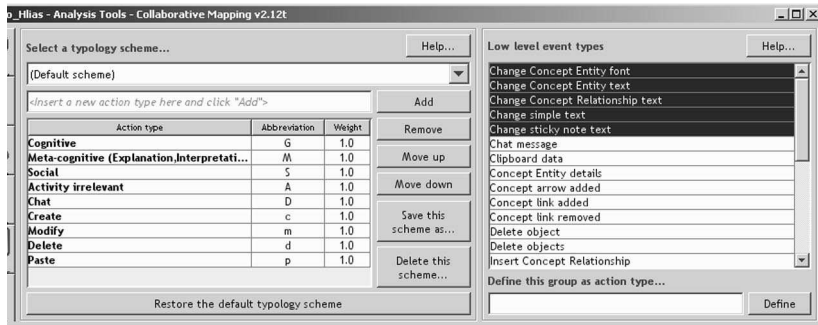 o_Hlias - Analysis Tools - Collaborative Mapping v2.12t
Select a typology scheme...
Help...
(Default scheme)
<Insert a new action type here and click "Add">
Add
Action type Abbreviation Weight
Cognitive G 1.0
Meta-cognitive (Explanation,Interpretati... M 1.0
Social S 1.0
Activity irrelevant A 1.0
Chat D 1.0
Create c 1.0
Modify m 1.0
Delete d 1.0
Paste p 1.0
Remove
Move up
Move down
Save this
scheme as...
Delete this
scheme...
Restore the default typology scheme
Low level event types
Help...
Change Concept Entity font
Change Concept Entity text
Change Concept Relationship text
Change simple text
Change sticky note text
Chat message
Clipboard data
Concept Entity details
Concept arrow added
Concept link added
Concept link removed
Delete object
Delete objects
Insert Concept Relationship
Define this group as action type...
Define